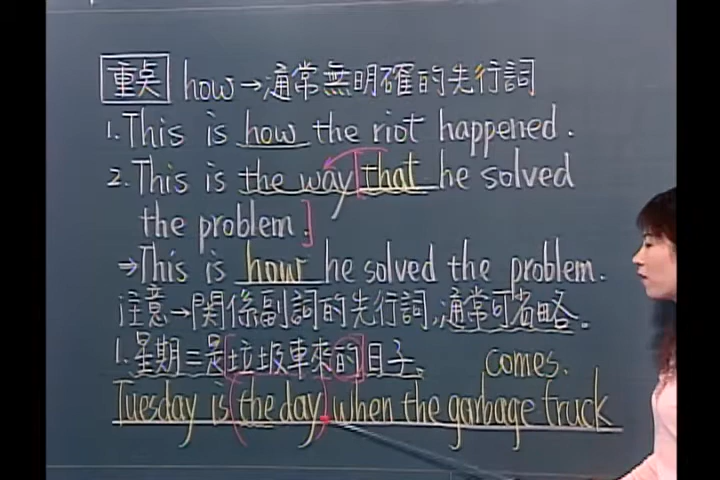 重点 how→通常無明確的先行詞
1. This is how the riot happened.
2. This is the way that he solved
the problem.
→This is how he solved the problem.
注意→關係副詞的先行詞,通常可省略。
1. 星期二是垃圾車來的日子。
comes.
Tuesday is (the day) when the garbage truck